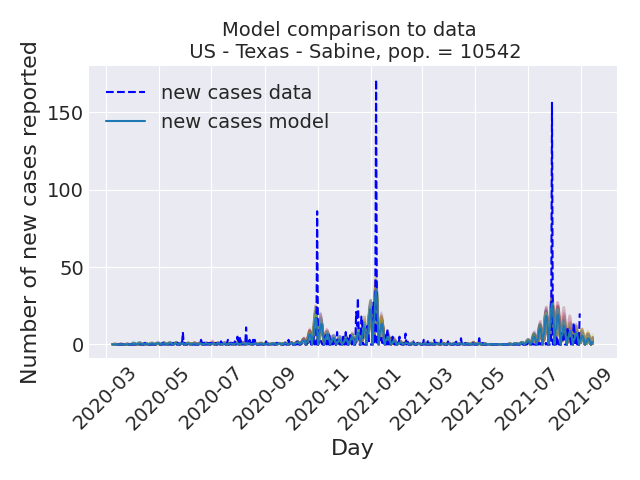 Model comparison to data
US - Texas - Sabine, pop. = 10542
Number of new cases reported
new cases data
new cases model
150
100
50
0
2020-03
2020-05
2020-07
2020-09
2020-11
2021-01
2021-03
2021-05
2021-07
2021-09
Day